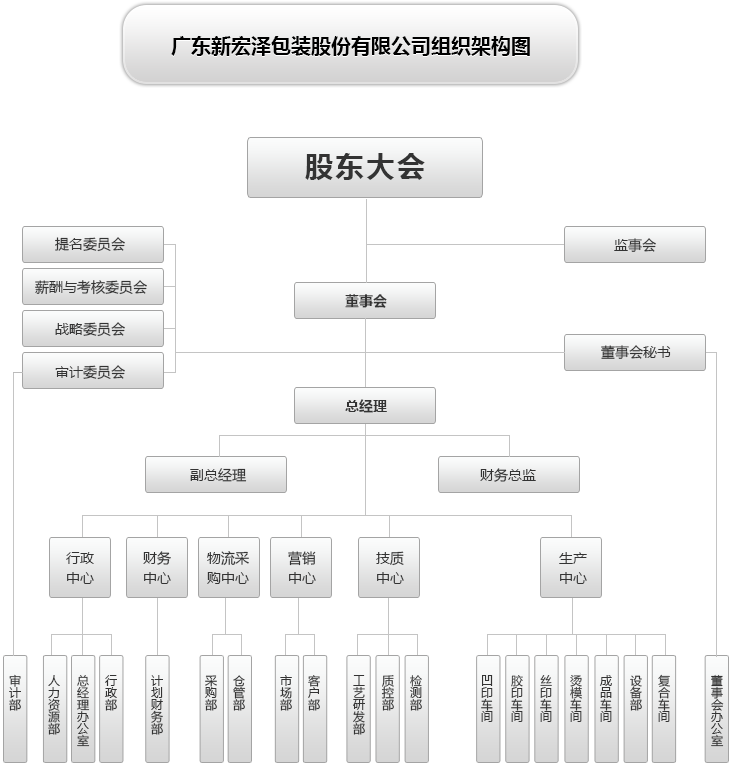 广东新宏泽包装股份有限公司组织架构图
股东大会
提名委员会
监事会
薪酬与考核委员会
董事会
战略委员会
董事会秘书
审计委员会
总经理
副总经理
财务总监
行政
中心
财务
中心
物流采
购中心
营销
中心
技质
中心
生产
中心
审计部
人力资源部
总经理办公室
行政部
计划财务部
采购部
仓管部
市场部
客户部
工艺研发部
质控部
检测部
凹印车间
胶印车间
丝印车间
烫模车间
成品车间
设备部
复合车间
董事会办公室